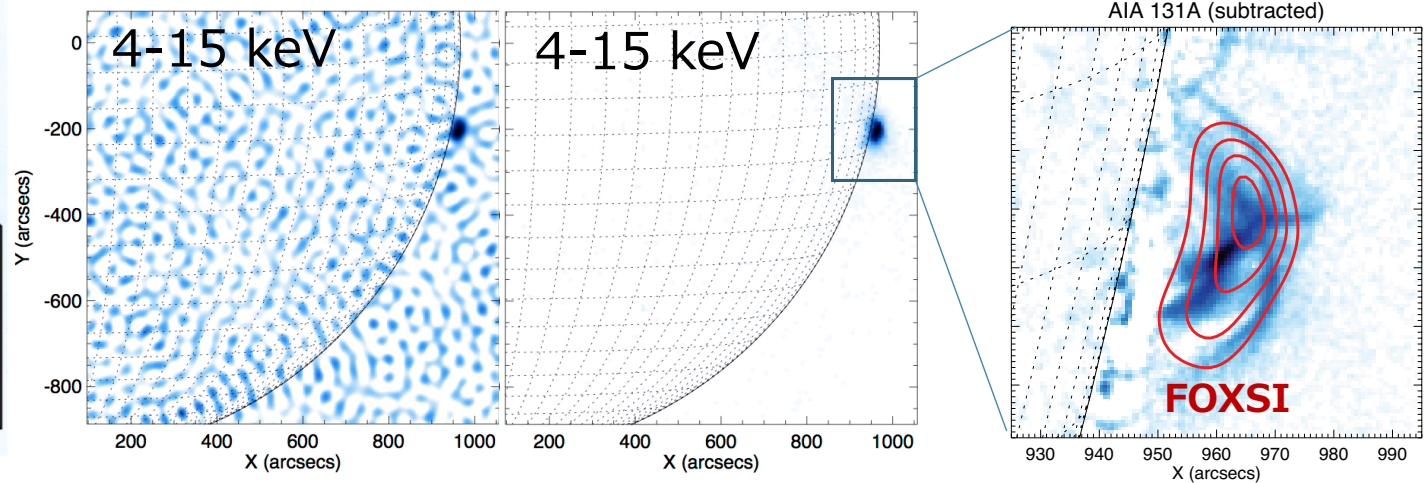 AIA 131A (subtracted)
4-15 keV
4-15 keV
FOXSI
Y (arcsecs)
0
-200
-400
-600
-800
200 400 600 800 1000
X (arcsecs)
200 400 600 800 1000
X (arcsecs)
930 940 950 960 970 980 990
X (arcsecs)